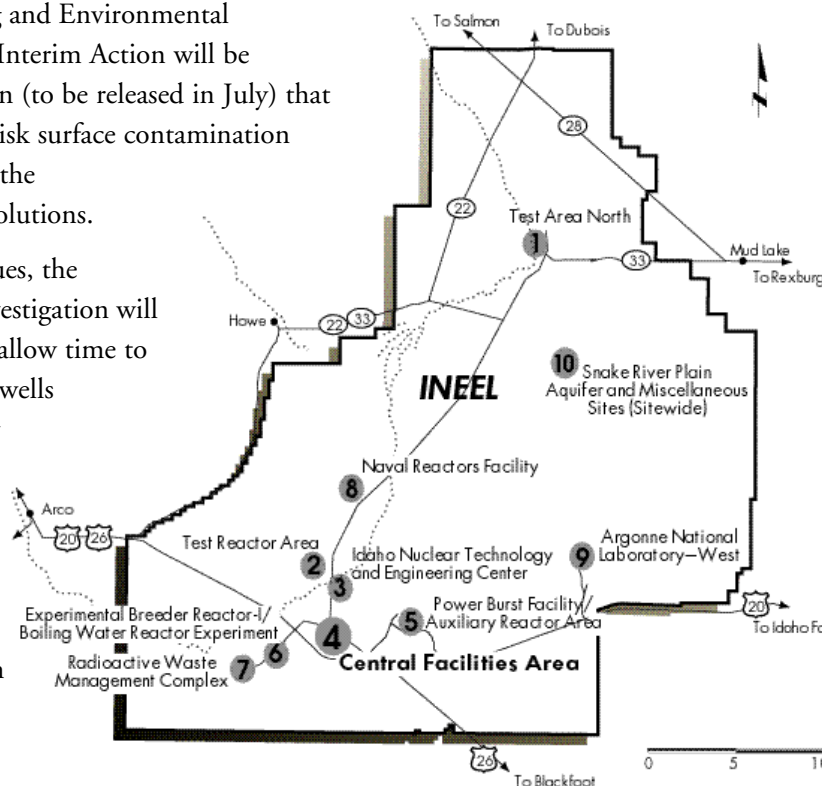 g and Environmental
Interim Action will be
n (to be released in July) that
isk surface contamination
the
olutions.
ues, the
vestigation will
allow time to
wells
To Salmon
To Dubois
28
22
Test Area North
1
33
Mud Lake
To Rexburg
Howe
22
33
10
Snake River Plain
Aquifer and Miscellaneous
Sites (Sitewide)
INEEL
Naval Reactors Facility
8
Arco
20
26
Test Reactor Area
2
Idaho Nuclear Technology
and Engineering Center
3
9
Argonne National
Laboratory—West
Experimental Breeder Reactor-I/
Boiling Water Reactor Experiment
Power Burst Facility/
Auxiliary Reactor Area
5
20
To Idaho Fa
4
6
7
Radioactive Waste
Management Complex
Central Facilities Area
n
26
To Blackfoot
0 5 10